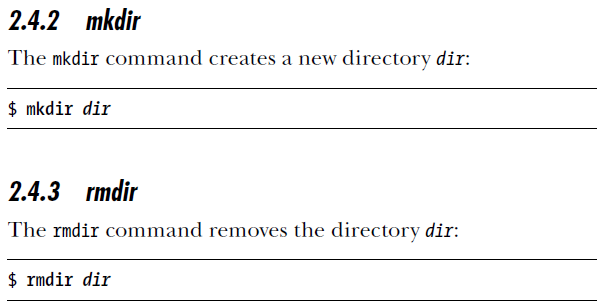 2.4.2 mkdir
The mkdir command creates a new directory dir:
$ mkdir dir
2.4.3 rmdir
The rmdir command removes the directory dir:
$ rmdir dir